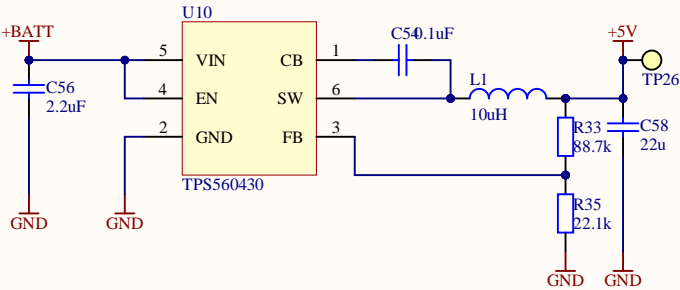 U10
+BATT
+5V
C54
0.1uF
5
VIN
CB
1
L1
TP26
C56
2.2uF
4
EN
SW
6
10uH
R33
88.7k
C58
22u
2
GND
FB
3
TPS560430
R35
22.1k
GND
GND
GND
GND